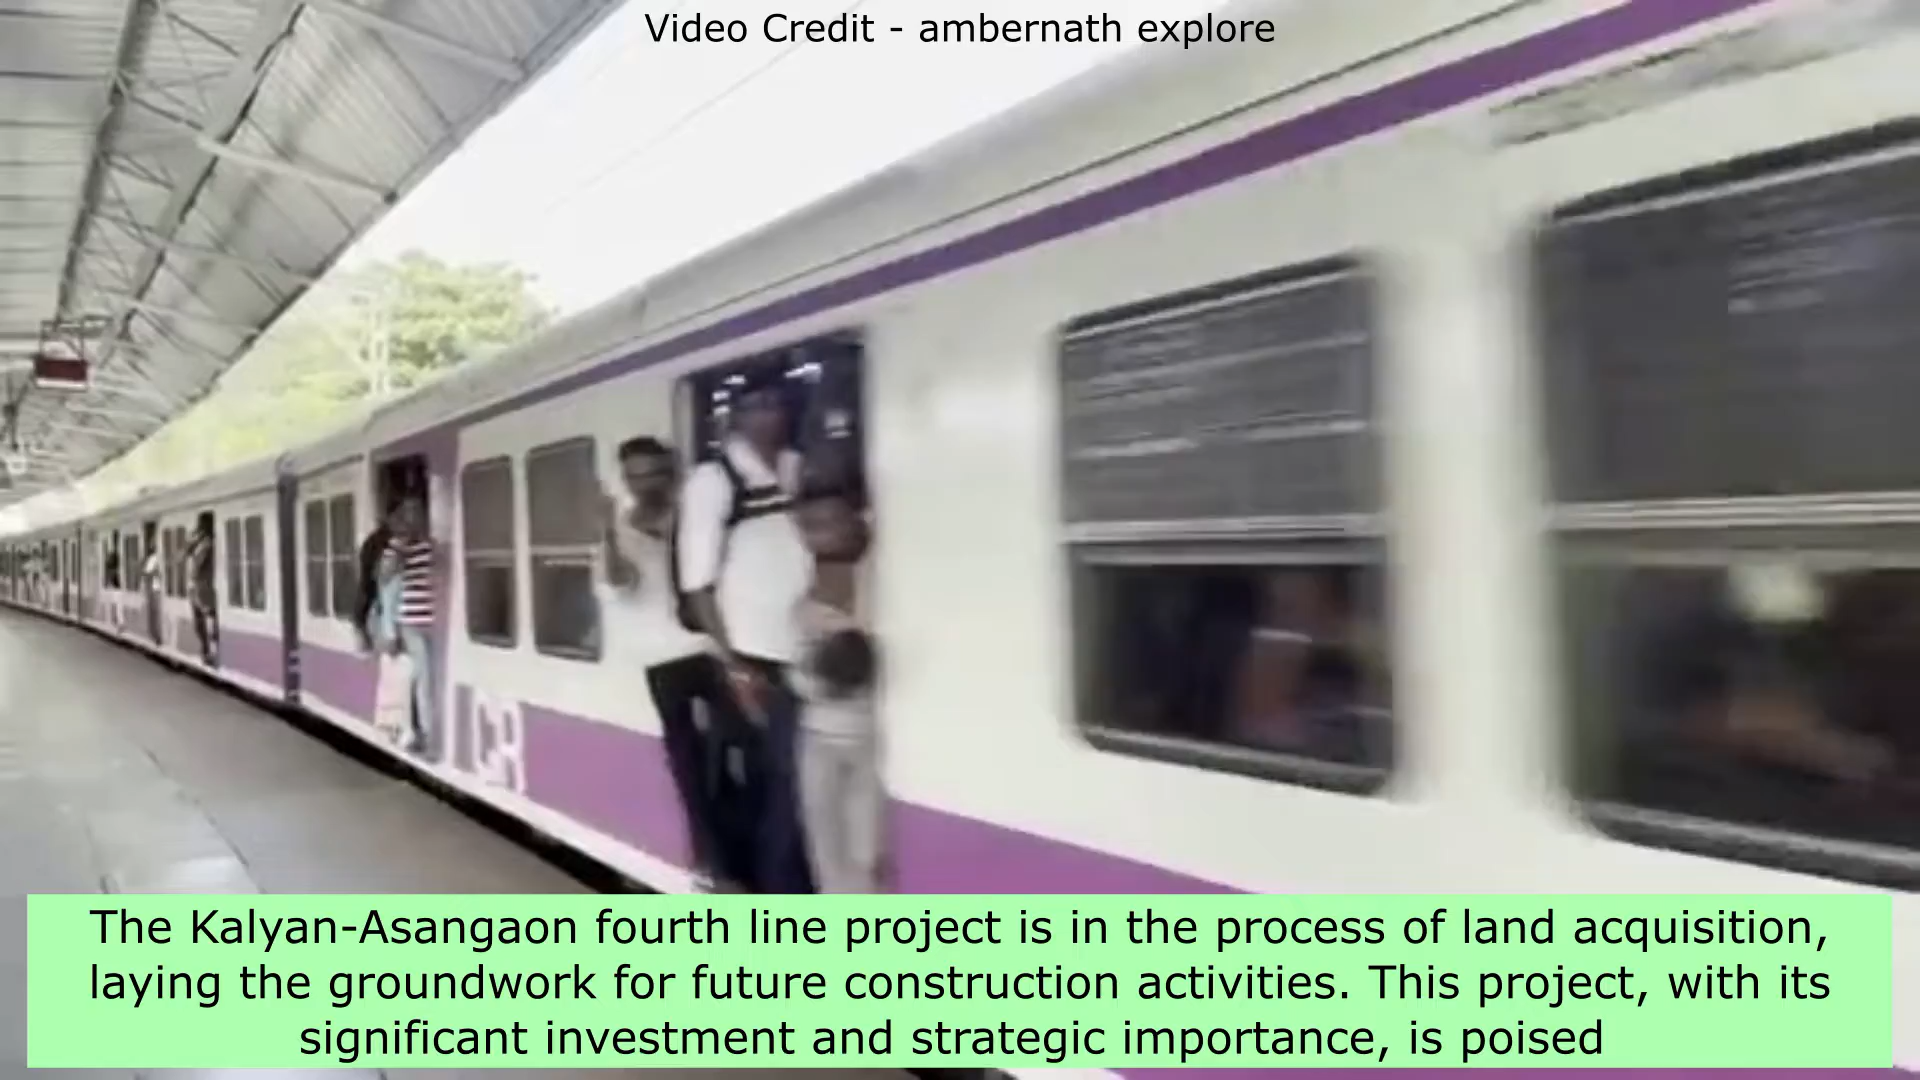 Video Credit - ambernath explore
CR
The Kalyan-Asangaon fourth line project is in the process of land acquisition,
laying the groundwork for future construction activities. This project, with its
significant investment and strategic importance, is poised